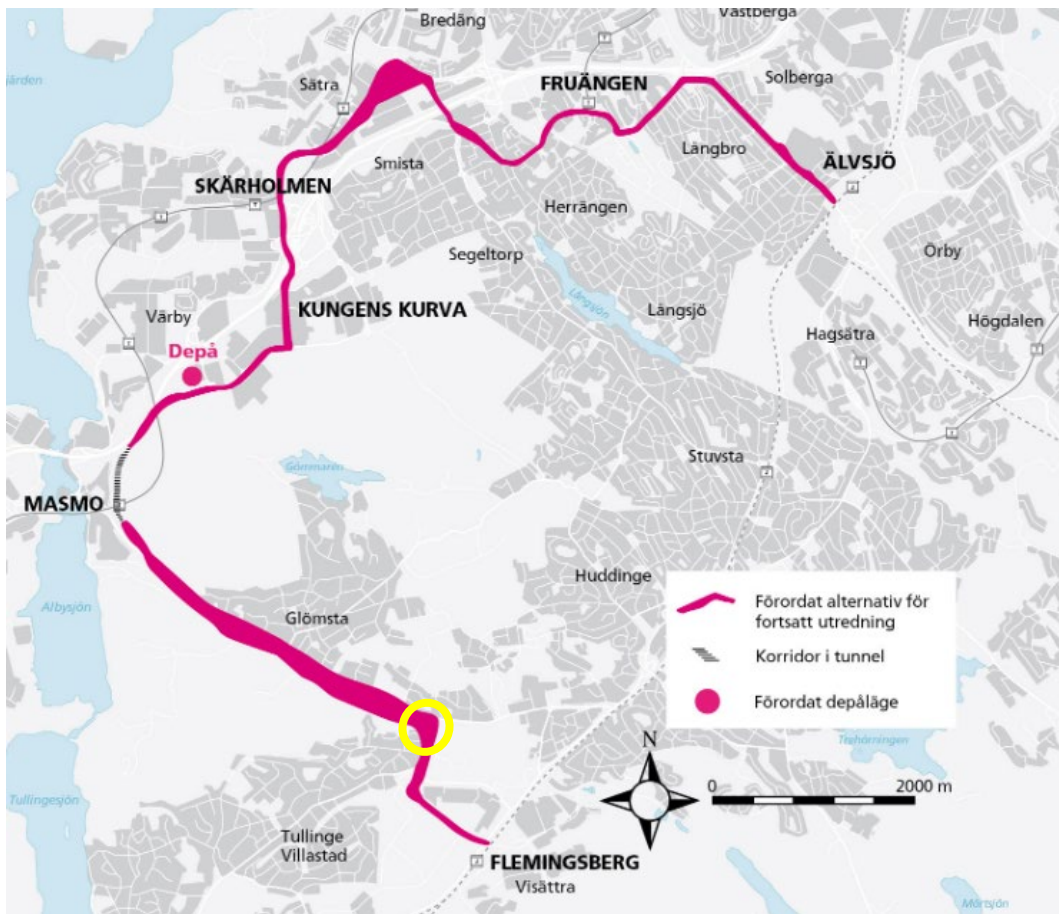 Bredäng
Västberga
Sätra
FRUÄNGEN
Solberga
Smista
Långbro
ÄLVSJÖ
SKÄRHOLMEN
Herrängen
Segeltorp
Örby
Långsjön
Långsjö
KUNGENS KURVA
Vårby
Högdalen
Hagsätra
Depå
Stuvsta
Gömmaren
MASMO
Huddinge
Albysjön
Glömsta
Förordat alternativ för
fortsatt utredning
Korridor i tunnel
Förordat depåläge
Trehörningen
N
0 2000 m
Tullingesjön
Tullinge
Villastad
FLEMINGSBERG
Visättra
Mörtsjön